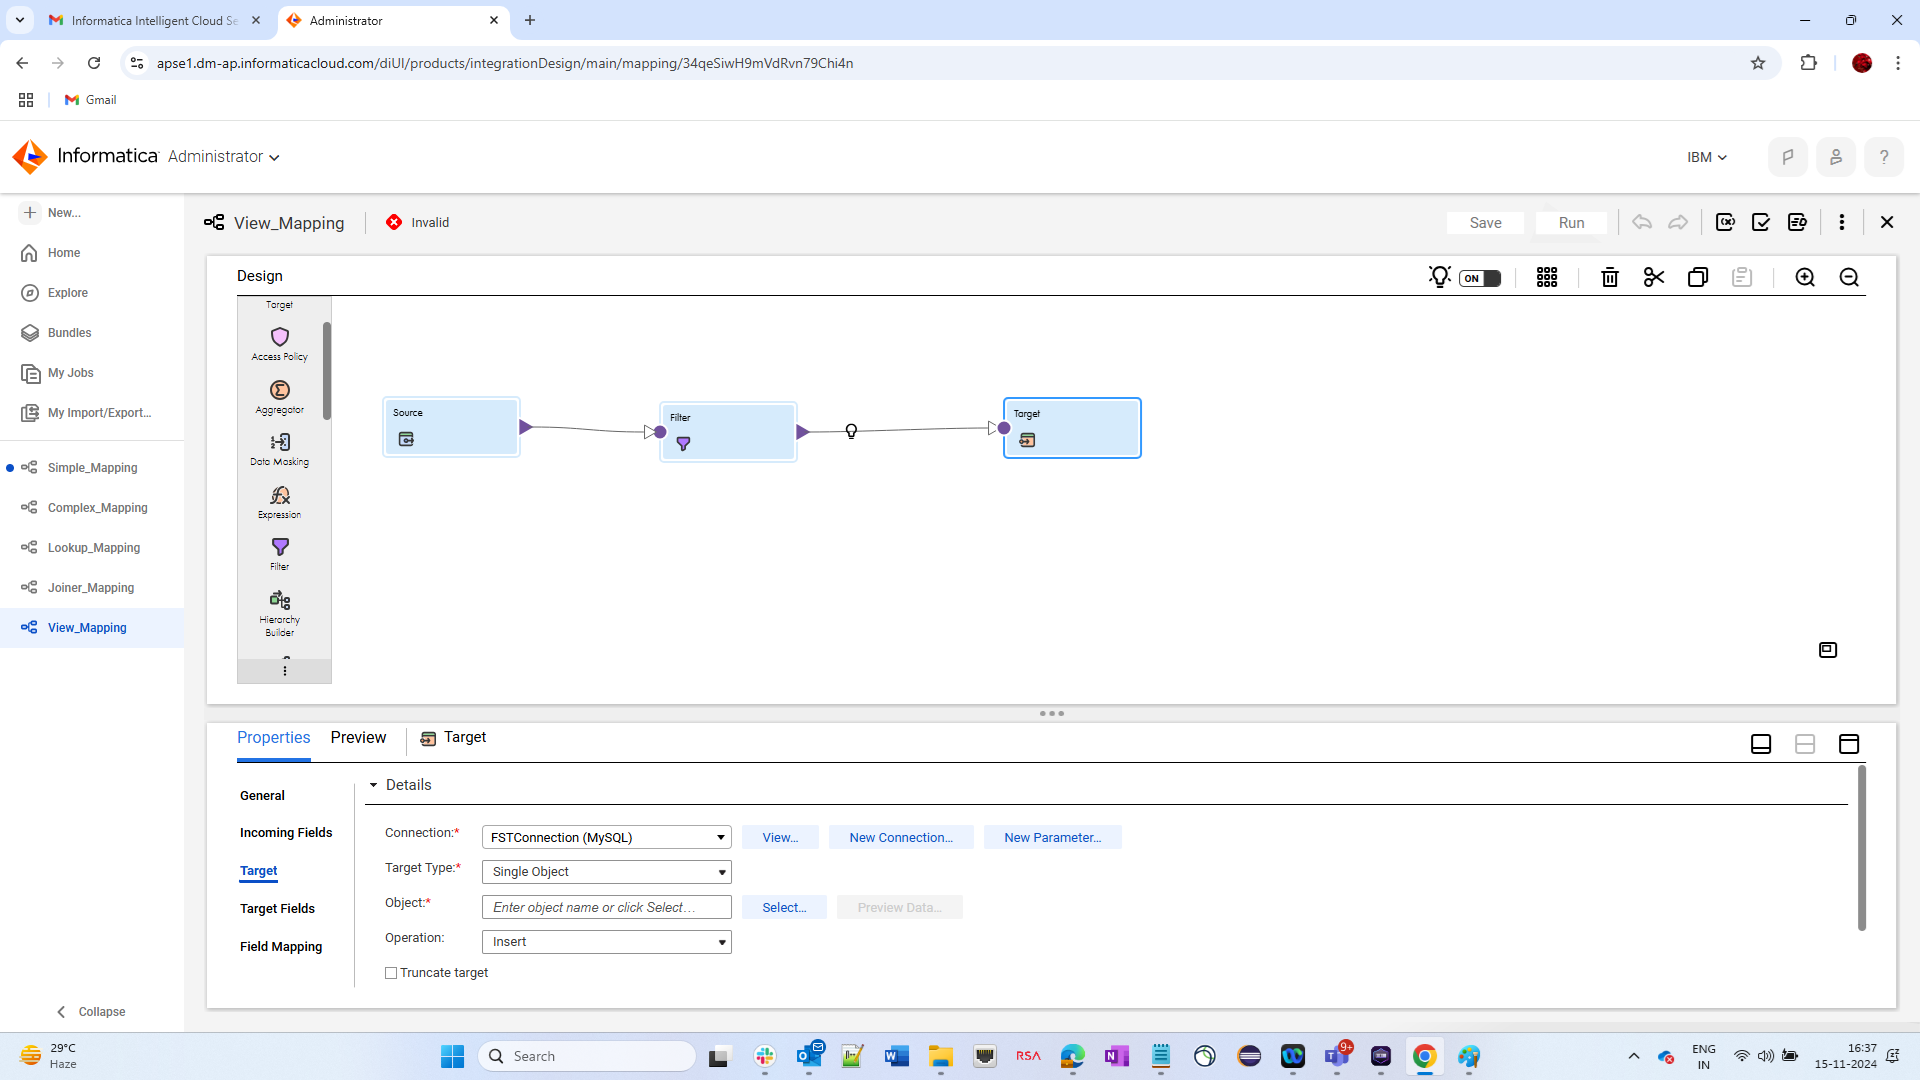 Informatica Intelligent Cloud Se
Administrator
apse1.dm-ap.informaticacloud.com/diUI/products/integrationDesign/main/mapping/34qeSiwH9mVdRvn79Chi4n
Gmail
Informatica Administrator
IBM
?
New...
Home
Explore
Bundles
My Jobs
My Import/Export...
Simple_Mapping
Complex_Mapping
Lookup_Mapping
Joiner_Mapping
View_Mapping
Collapse
View_Mapping
Invalid
Save
Run
Design
ON
Target
Access Policy
Aggregator
Data Masking
Expression
Filter
Hierarchy
Builder
Source
Filter
Target
Properties
Preview
Target
General
Incoming Fields
Target
Target Fields
Field Mapping
Details
Connection:* FSTConnection (MySQL) View... New Connection... New Parameter...
Target Type:* Single Object
Object:* Enter object name or click Select... Select... Preview Data...
Operation: Insert
Truncate target
29°C
Haze
Search
RSA
9+
ENG
IN
16:37
15-11-2024